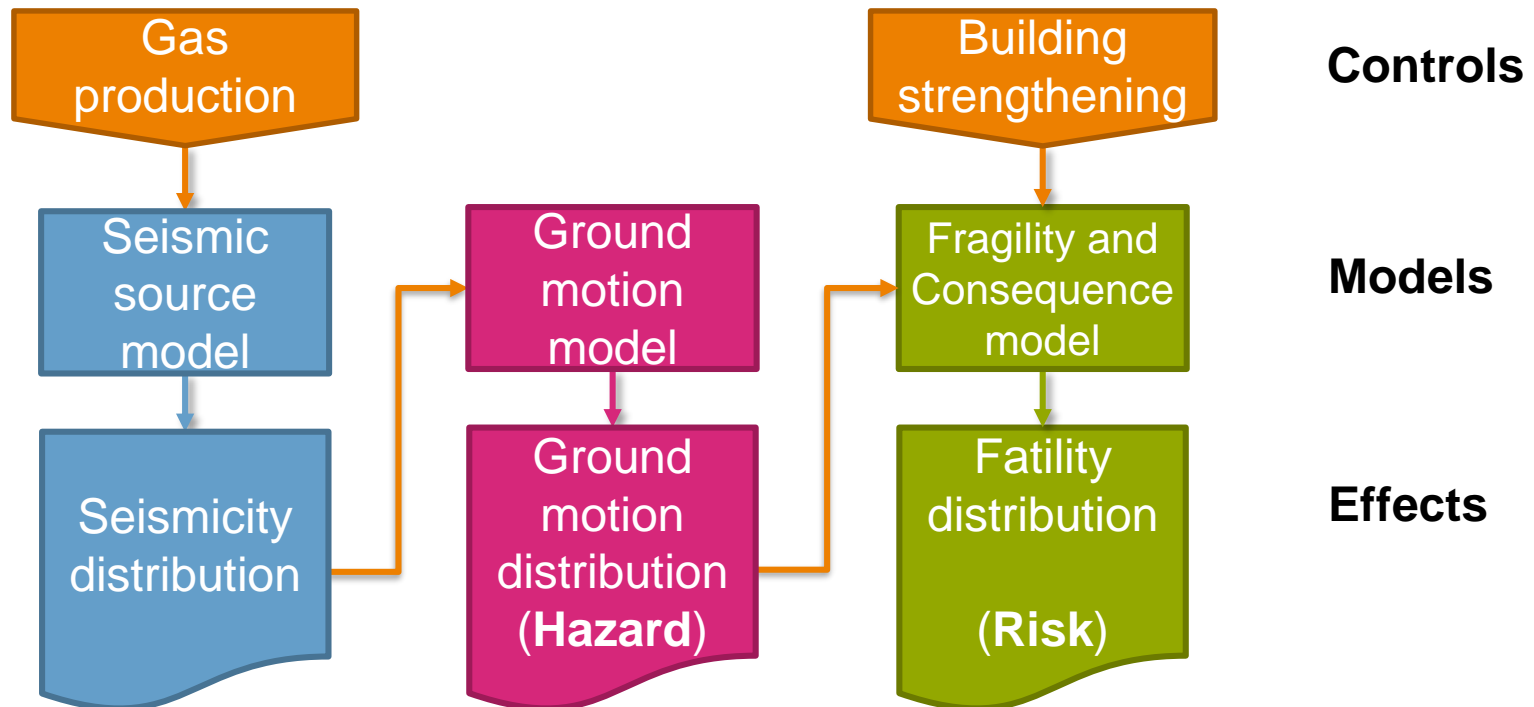 Gas
production
Building
strengthening
Controls
Seismic
source
model
Ground
motion
model
Fragility and
Consequence
model
Models
Seismicity
distribution
Ground
motion
distribution
(Hazard)
Fatility
distribution
(Risk)
Effects